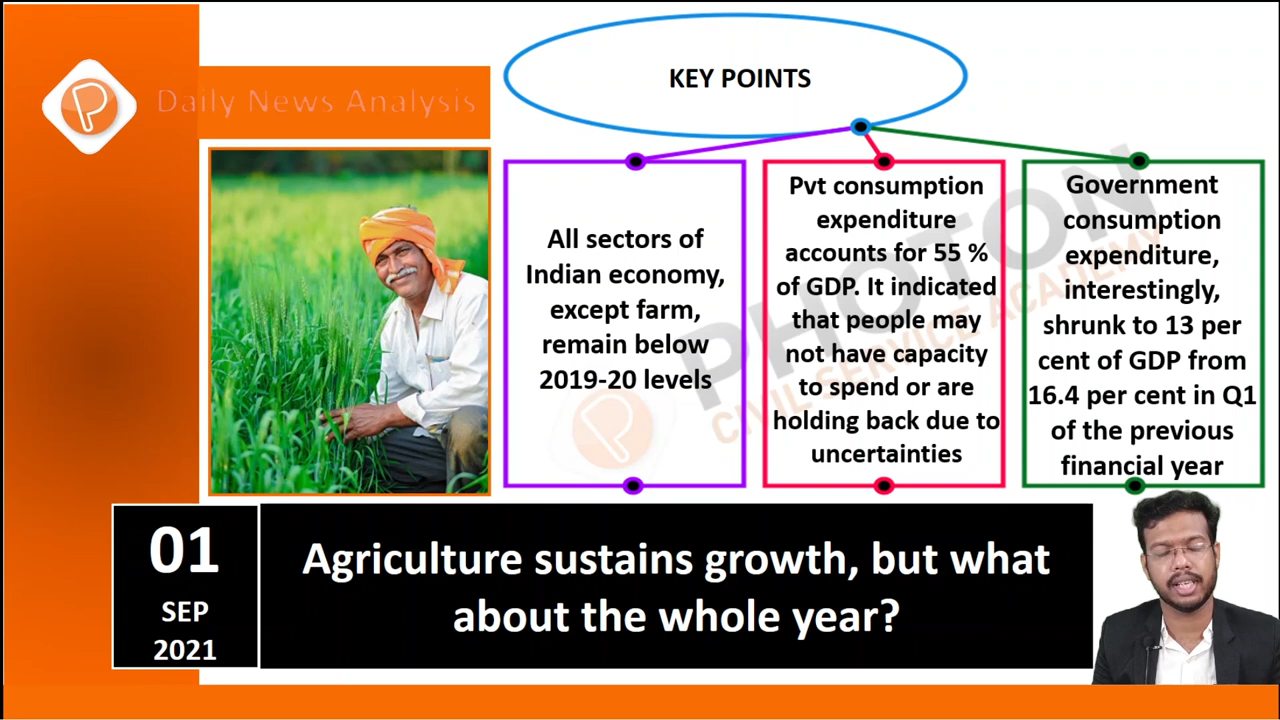 Daily News Analysis
KEY POINTS
All sectors of
Indian economy,
except farm,
remain below
2019-20 levels
Pvt consumption
expenditure
accounts for 55 %
of GDP. It indicated
that people may
not have capacity
to spend or are
holding back due to
uncertainties
Government
consumption
expenditure,
interestingly,
shrunk to 13 per
cent of GDP from
16.4 per cent in Q1
of the previous
financial year
PHOTON
CIVIL SERVICE ACADEMY
01
SEP
2021
Agriculture sustains growth, but what
about the whole year?